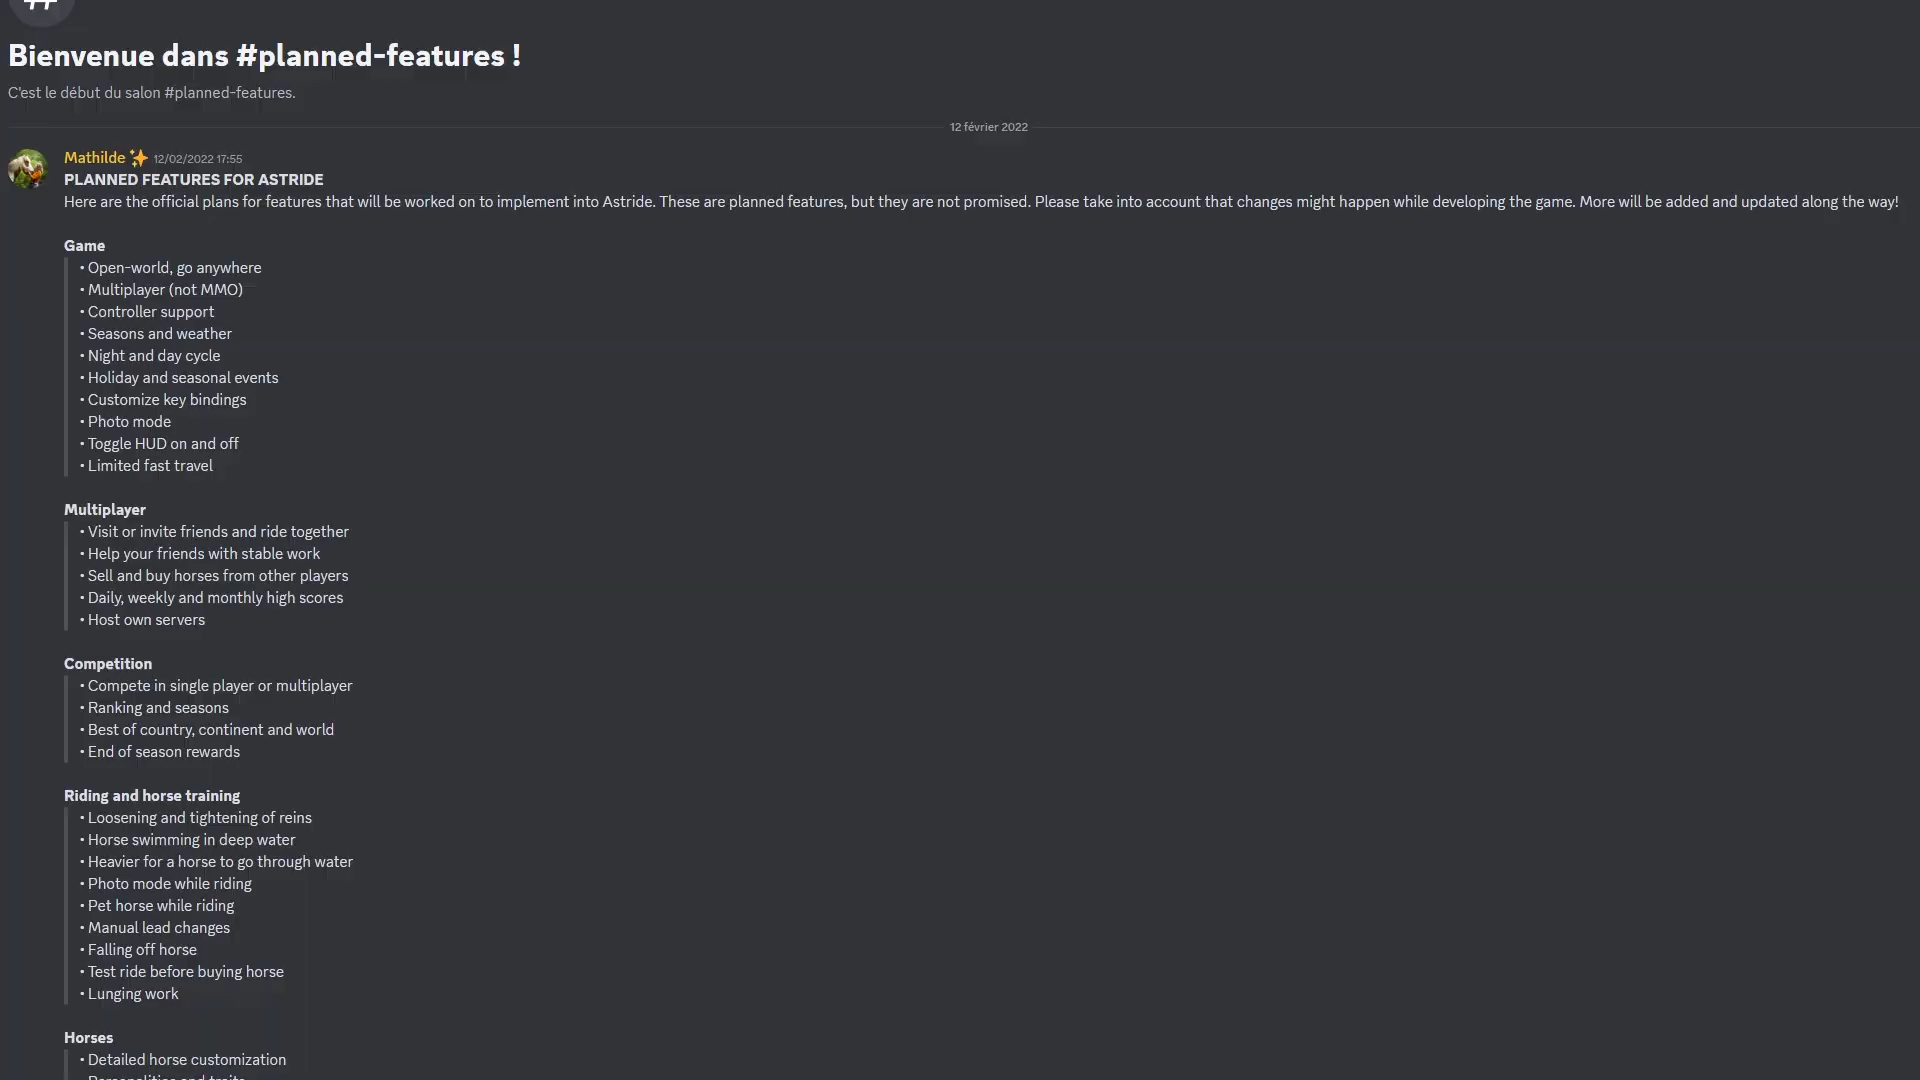 Bienvenue dans #planned-features !
C'est le début du salon #planned-features.
12 février 2022
Mathilde ✨ 12/02/2022 17:55
PLANNED FEATURES FOR ASTRIDE
Here are the official plans for features that will be worked on to implement into Astride. These are planned features, but they are not promised. Please take into account that changes might happen while developing the game. More will be added and updated along the way!
Game
• Open-world, go anywhere
• Multiplayer (not MMO)
• Controller support
• Seasons and weather
• Night and day cycle
• Holiday and seasonal events
• Customize key bindings
• Photo mode
• Toggle HUD on and off
• Limited fast travel
Multiplayer
• Visit or invite friends and ride together
• Help your friends with stable work
• Sell and buy horses from other players
• Daily, weekly and monthly high scores
• Host own servers
Competition
• Compete in single player or multiplayer
• Ranking and seasons
• Best of country, continent and world
• End of season rewards
Riding and horse training
• Loosening and tightening of reins
• Horse swimming in deep water
• Heavier for a horse to go through water
• Photo mode while riding
• Pet horse while riding
• Manual lead changes
• Falling off horse
• Test ride before buying horse
• Lunging work
Horses
• Detailed horse customization